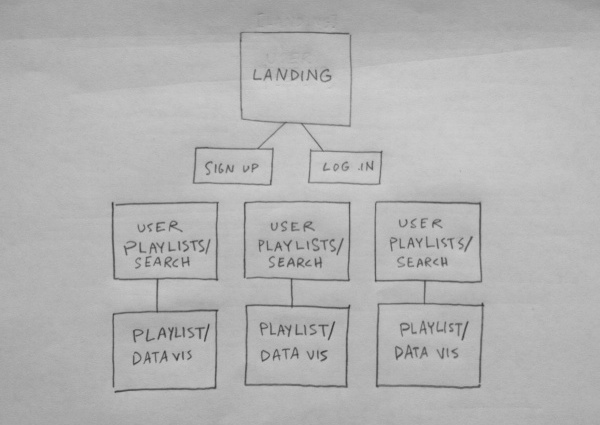 LANDING
SIGN UP
LOG IN
USER
PLAYLISTS/
SEARCH
USER
PLAYLISTS/
SEARCH
USER
PLAYLISTS/
SEARCH
PLAYLIST/
DATA VIS
PLAYLIST/
DATA VIS
PLAYLIST/
DATA VIS